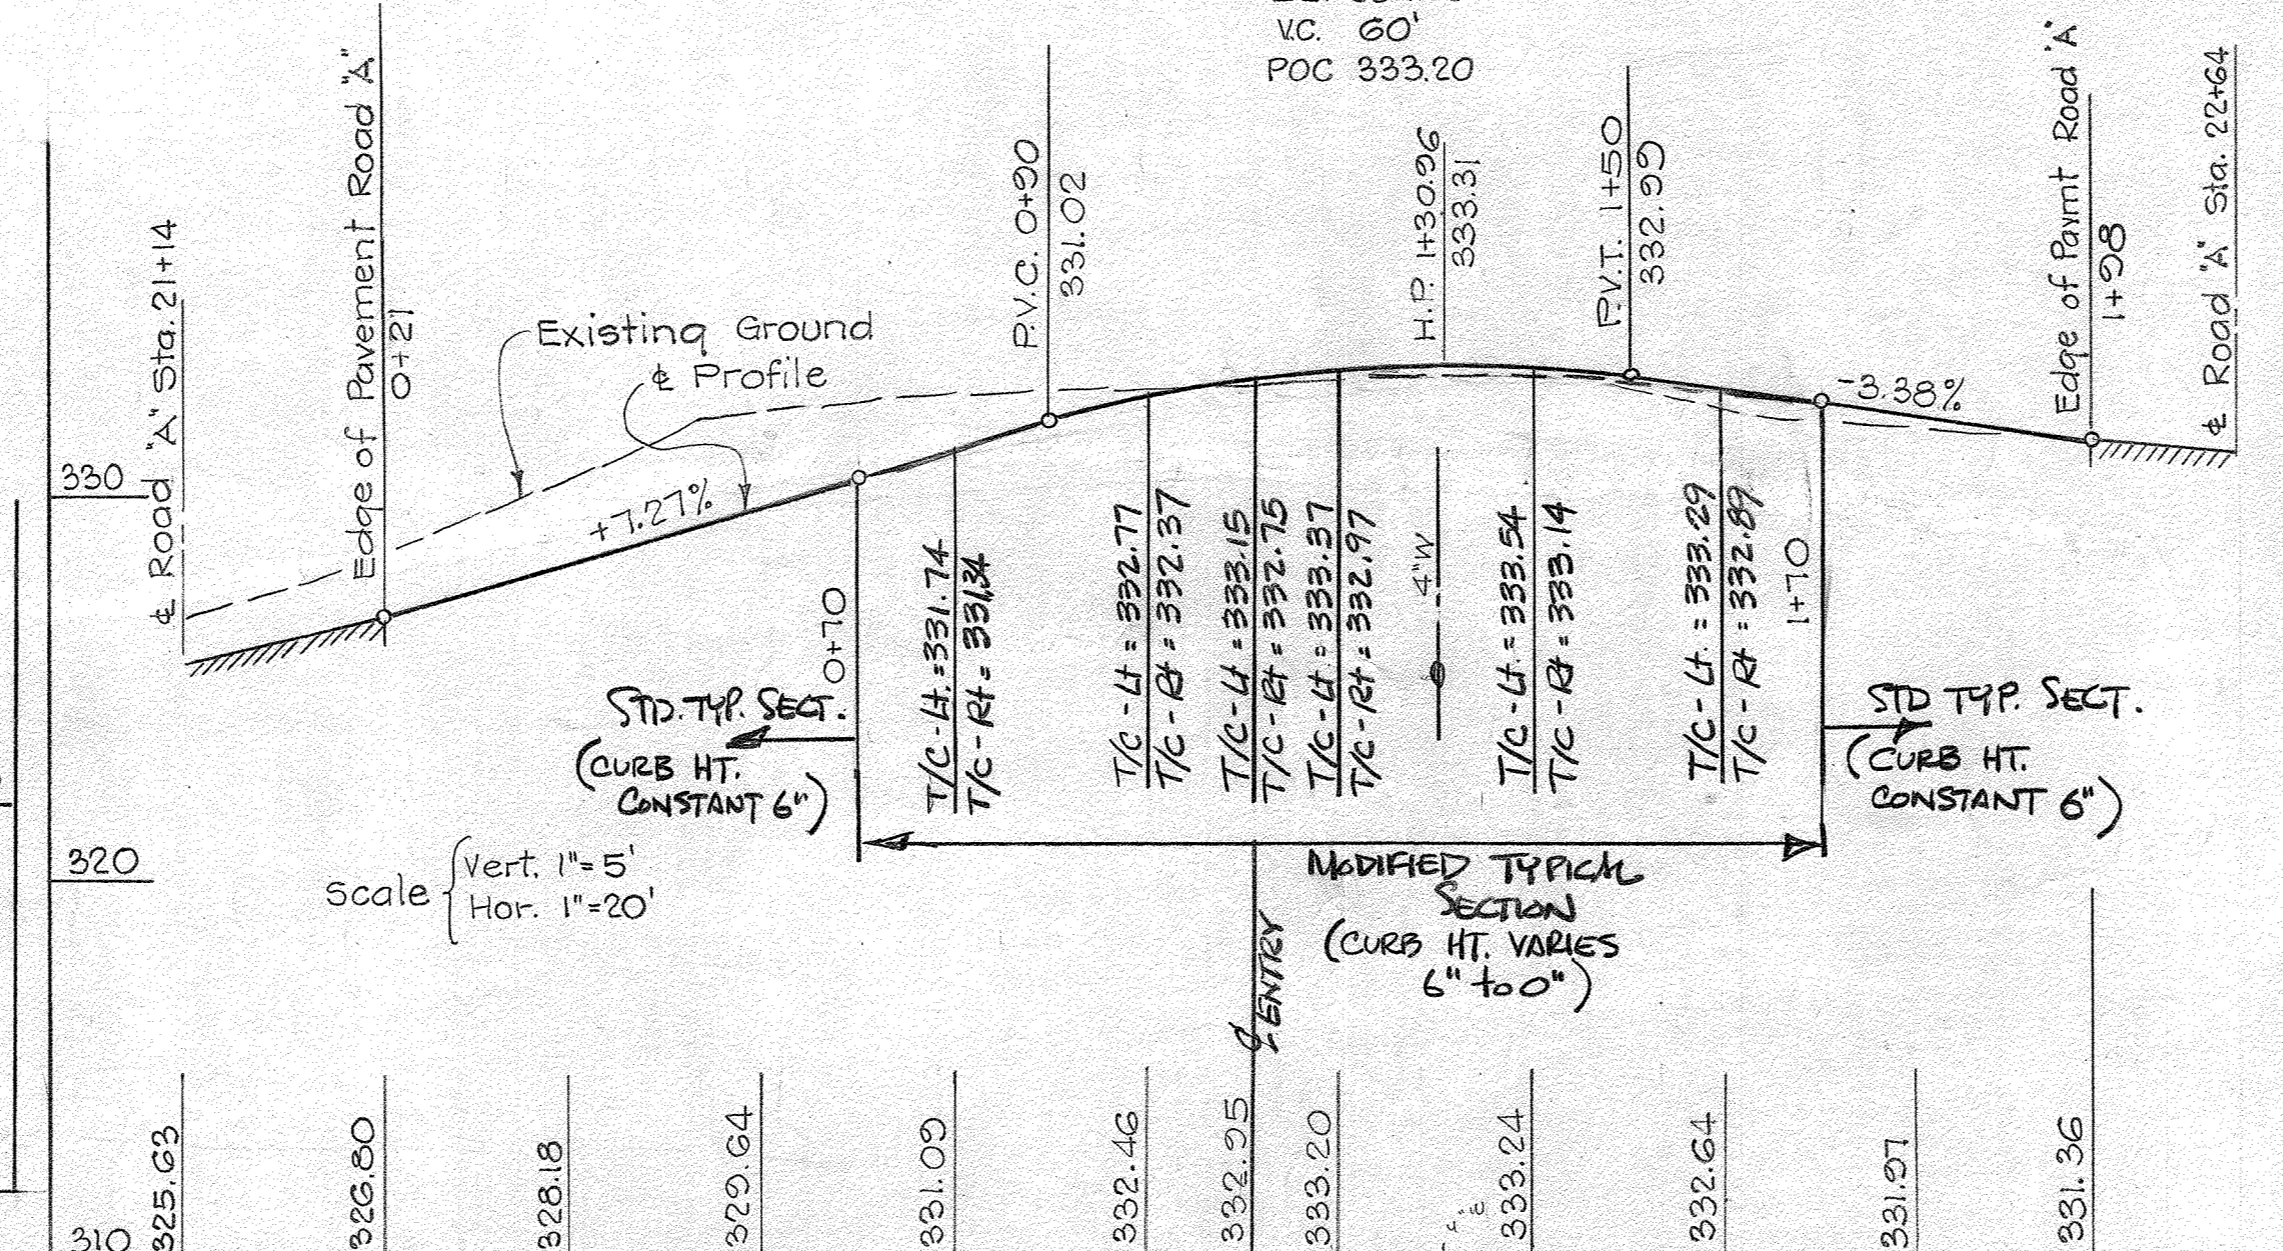 V.C. 60'
POC 333.20
℄ Road "A" Sta. 21+14
Edge of Pavement Road "A"
0+21
Existing Ground
℄ Profile
P.V.C. 0+90
331.02
H.P. 1+30.96
333.31
P.V.T. 1+50
332.99
Edge of Pavmt Road "A"
1+98
℄ Road "A" Sta. 22+64
+7.27%
-3.38%
330
320
310
0+70
T/C - Lt. = 331.74
T/C - Rt = 331.34
T/C - Lt = 332.77
T/C - Rt = 332.37
T/C - Lt = 333.15
T/C - Rt = 332.75
T/C - Lt. = 333.37
T/C - Rt. = 332.97
4"W
T/C - Lt. = 333.54
T/C - Rt = 333.14
T/C - Lt. = 333.29
T/C - Rt = 332.89
1+70
STD. TYP. SECT.
(CURB HT.
CONSTANT 6")
STD TYP. SECT.
(CURB HT.
CONSTANT 6")
Scale
Vert. 1"=5'
Hor. 1"=20'
MODIFIED TYPICAL
SECTION
(CURB HT. VARIES
6" to 0")
℄ ENTRY
325.63
326.80
328.18
329.64
331.09
332.46
332.95
333.20
333.24
332.64
331.97
331.36